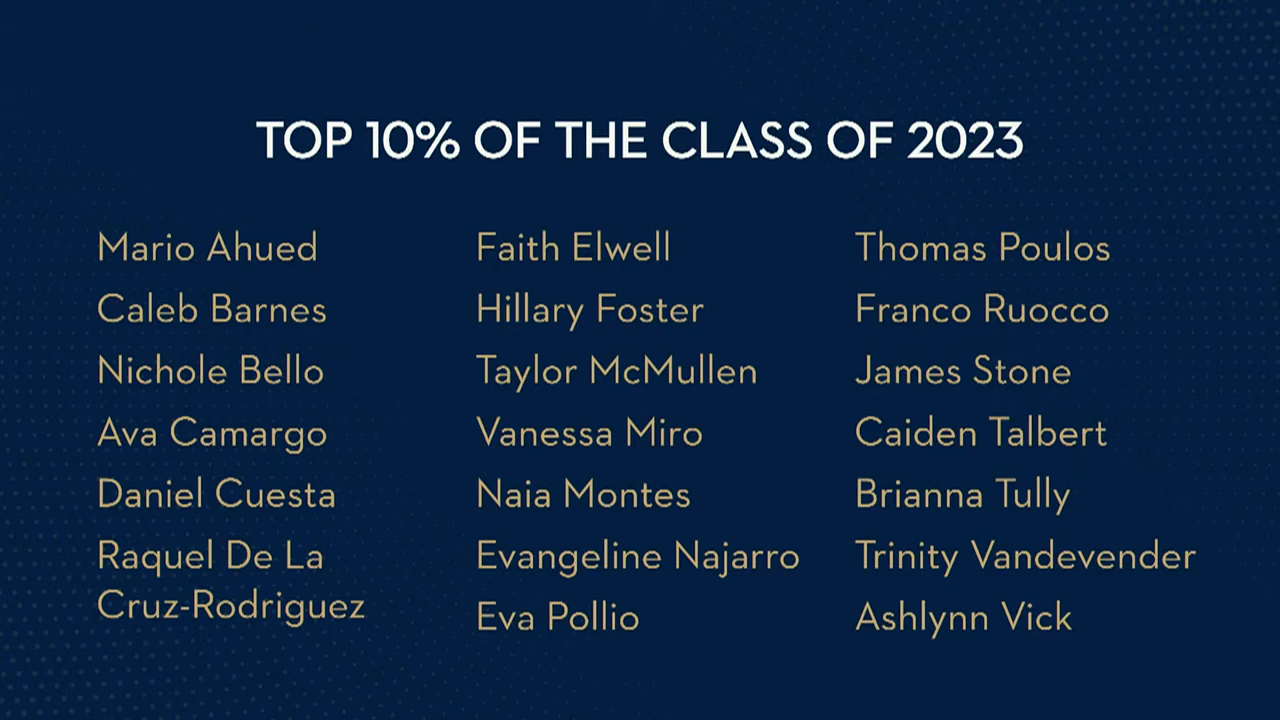 TOP 10% OF THE CLASS OF 2023
Mario Ahued
Caleb Barnes
Nichole Bello
Ava Camargo
Daniel Cuesta
Raquel De La
Cruz-Rodriguez
Faith Elwell
Hillary Foster
Taylor McMullen
Vanessa Miro
Naia Montes
Evangeline Najarro
Eva Pollio
Thomas Poulos
Franco Ruocco
James Stone
Caiden Talbert
Brianna Tully
Trinity Vandevender
Ashlynn Vick